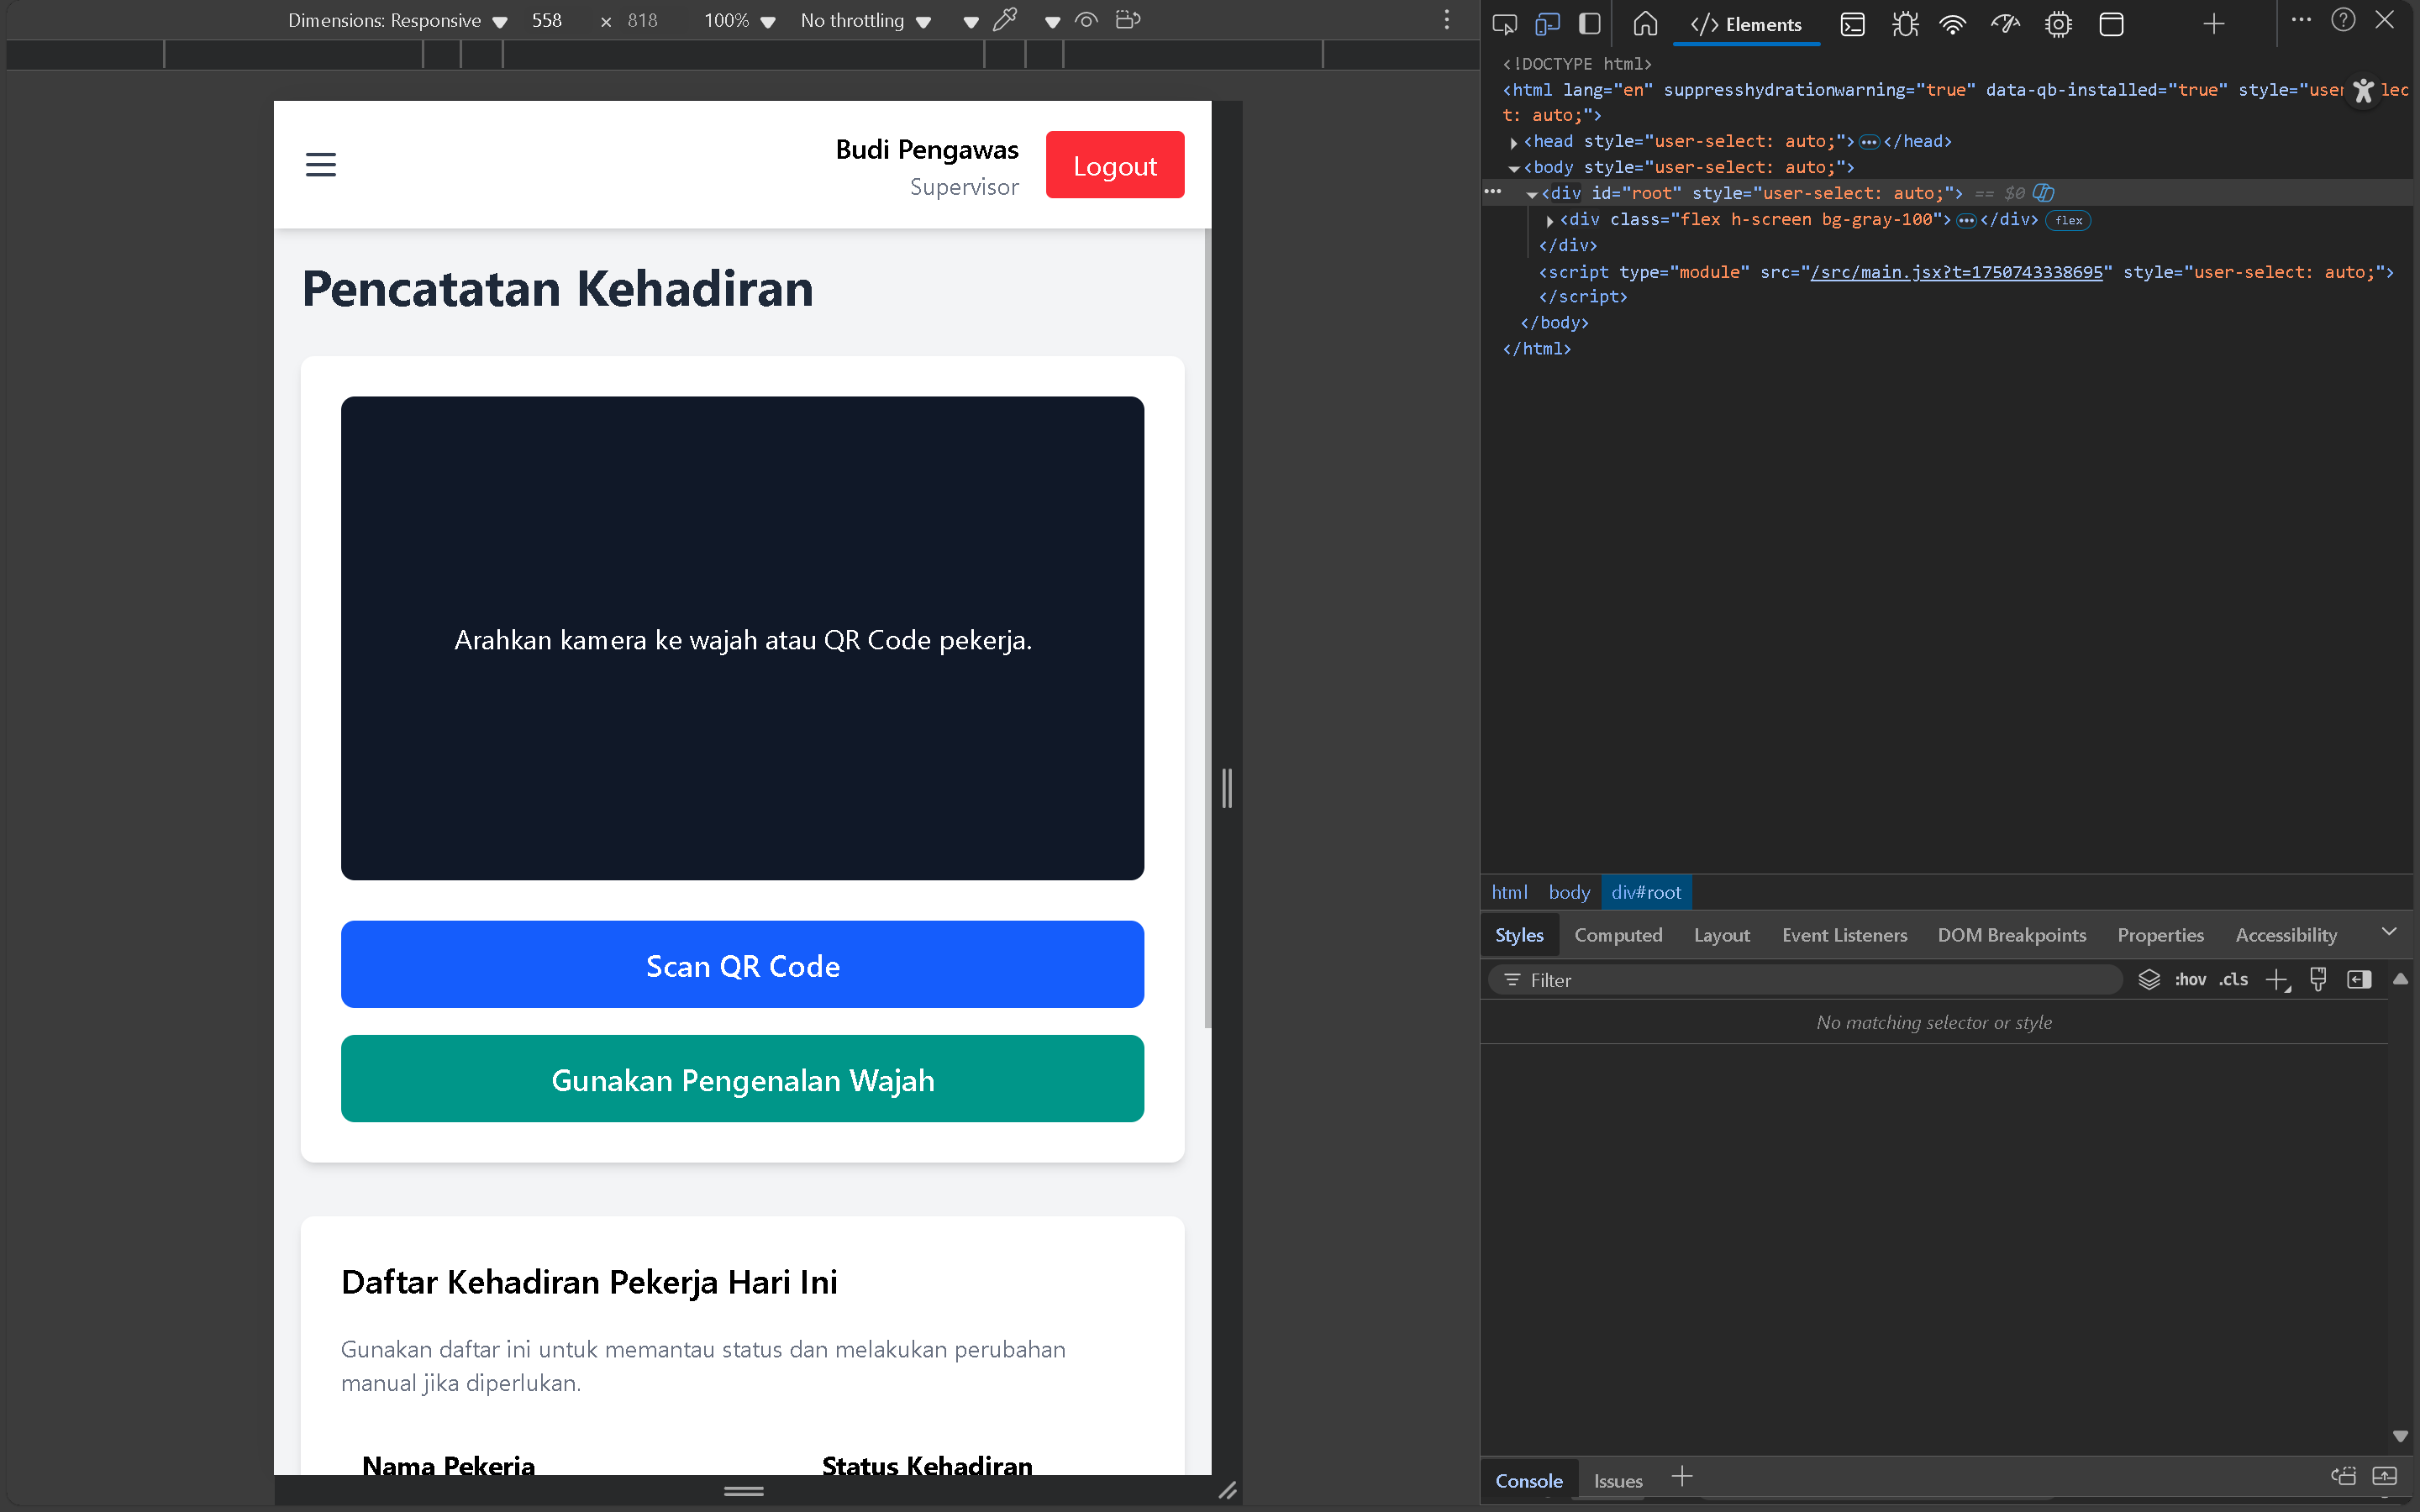 Dimensions: Responsive 558 × 818 100% No throttling
Budi Pengawas
Supervisor
Logout
Pencatatan Kehadiran
Arahkan kamera ke wajah atau QR Code pekerja.
Scan QR Code
Gunakan Pengenalan Wajah
Daftar Kehadiran Pekerja Hari Ini
Gunakan daftar ini untuk memantau status dan melakukan perubahan
manual jika diperlukan.
Nama Pekerja Status Kehadiran
</> Elements
<!DOCTYPE html>
<html lang="en" suppresshydrationwarning="true" data-qb-installed="true" style="user lec
t: auto;">
<head style="user-select: auto;"> ••• </head>
<body style="user-select: auto;">
••• <div id="root" style="user-select: auto;"> == $0
<div class="flex h-screen bg-gray-100"> ••• </div> flex
</div>
<script type="module" src="/src/main.jsx?t=1750743338695" style="user-select: auto;">
</script>
</body>
</html>
html body div#root
Styles Computed Layout Event Listeners DOM Breakpoints Properties Accessibility
Filter :hov .cls
No matching selector or style
Console Issues